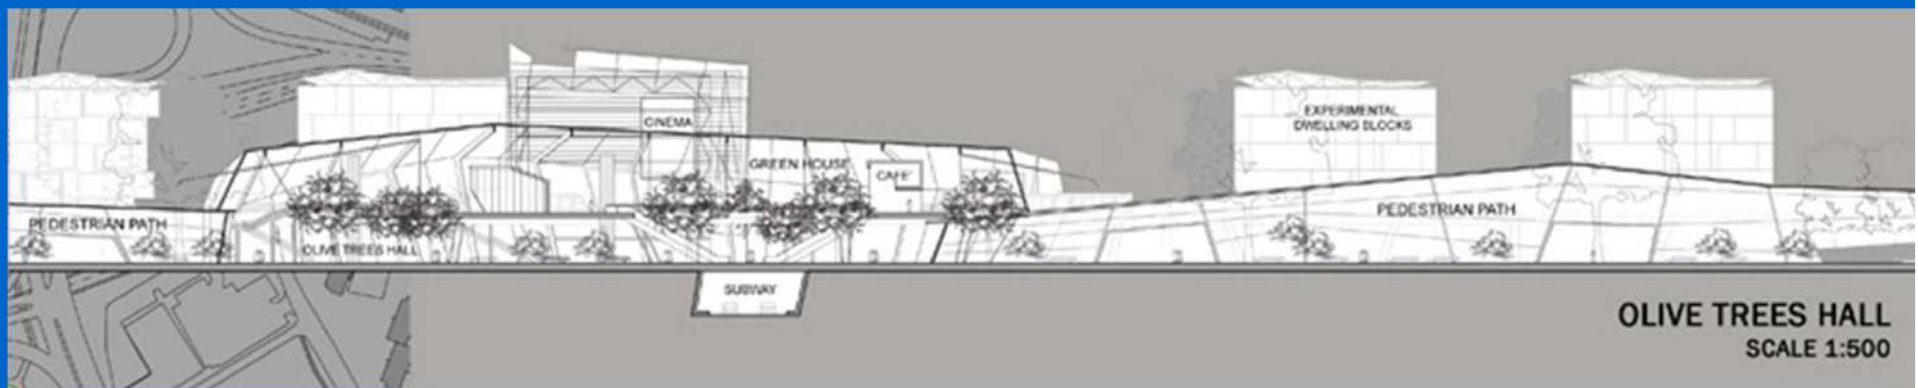 CINEMA
EXPERIMENTAL
DWELLING BLOCKS
GREEN HOUSE
CAFE'
PEDESTRIAN PATH
PEDESTRIAN PATH
OLIVE TREES HALL
SUBWAY
OLIVE TREES HALL
SCALE 1:500